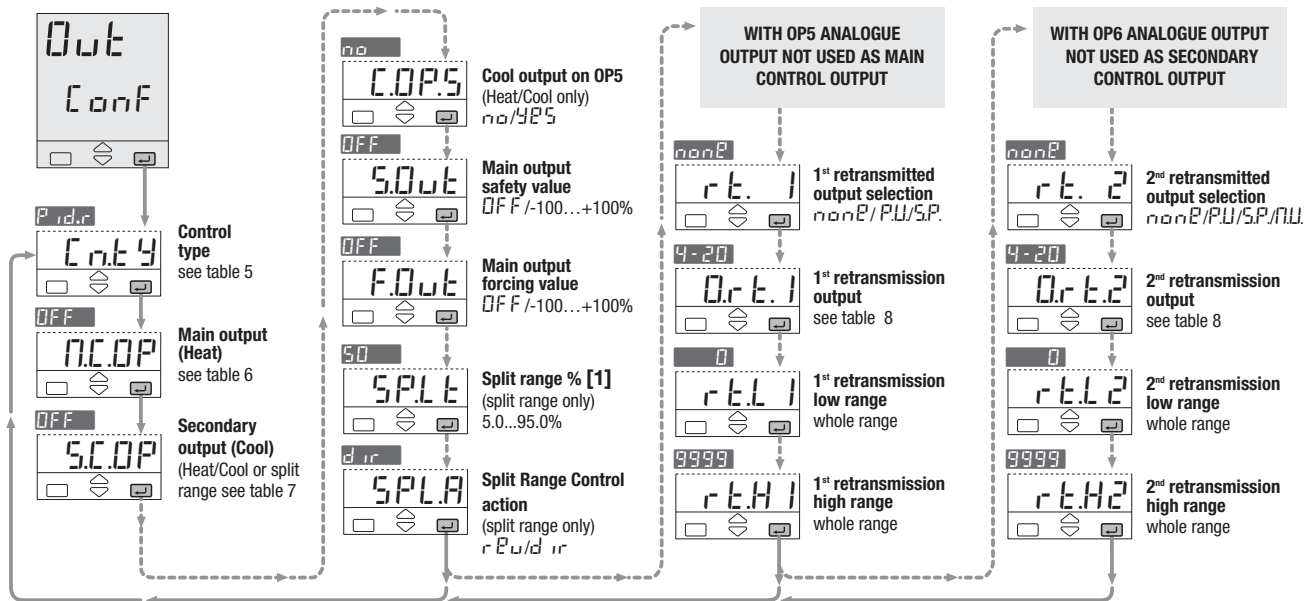 Out
Conf
Pid.r
Cn.tY
Control
type
see table 5
OFF
M.C.OP
Main output
(Heat)
see table 6
OFF
S.C.OP
Secondary
output (Cool)
(Heat/Cool or split
range see table 7
no
C.OP.5
Cool output on OP5
(Heat/Cool only)
no/YES
OFF
S.Out
Main output
safety value
OFF/-100...+100%
OFF
F.Out
Main output
forcing value
OFF/-100...+100%
50
SP.Lt
Split range % [1]
(split range only)
5.0...95.0%
dir
SPL.A
Split Range Control
action
(split range only)
rev/dir
WITH OP5 ANALOGUE
OUTPUT NOT USED AS MAIN
CONTROL OUTPUT
none
rt. 1
1st retransmitted
output selection
none/P.V/S.P.
4-20
O.rt.1
1st retransmission
output
see table 8
0
rt.L 1
1st retransmission
low range
whole range
9999
rt.H 1
1st retransmission
high range
whole range
WITH OP6 ANALOGUE OUTPUT
NOT USED AS SECONDARY
CONTROL OUTPUT
none
rt. 2
2nd retransmitted
output selection
none/P.V/S.P./M.V.
4-20
O.rt.2
2nd retransmission
output
see table 8
0
rt.L2
2nd retransmission
low range
whole range
9999
rt.H2
2nd retransmission
high range
whole range